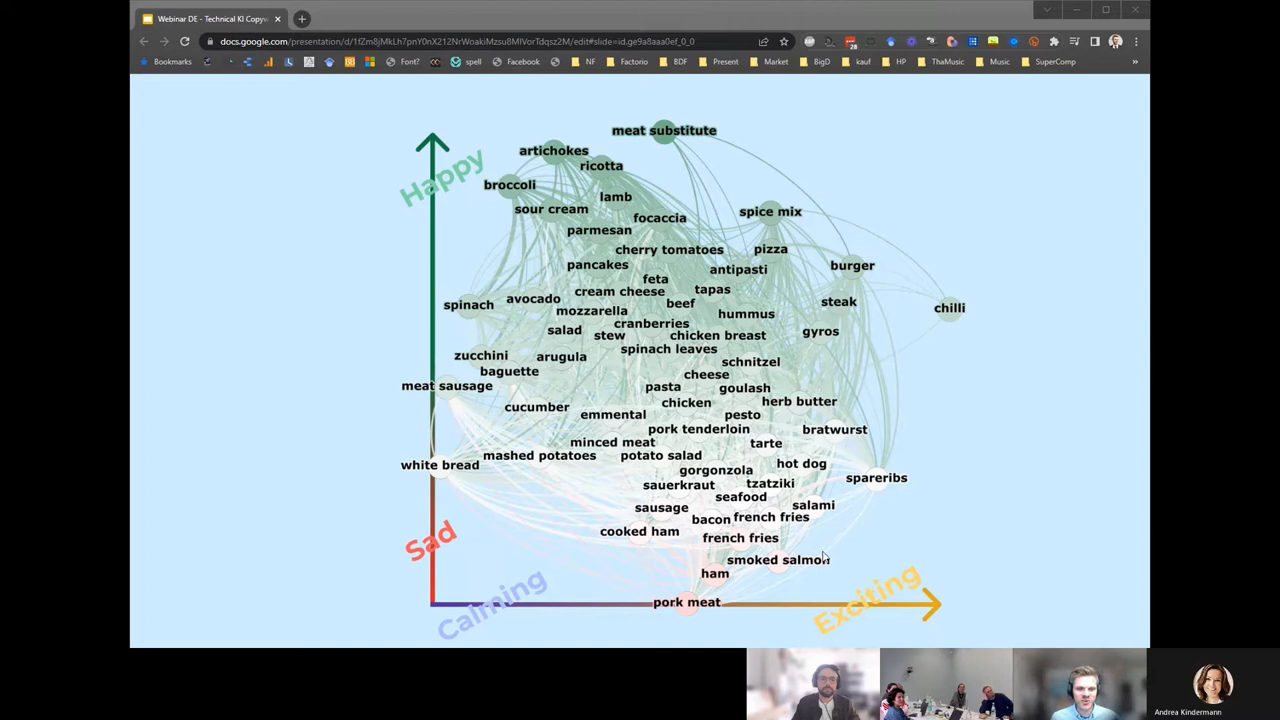 Webinar DE - Technical KI Copyw
docs.google.com/presentation/d/1fZm8jMkLh7pnY0nX212NrWoakiMzsu8MIVorTdqsz2M/edit#slide=id.ge9a8aaa0ef_0_0
28
Bookmarks
Font?
spell
Facebook
NF
Factorio
BDF
Present
Market
BigD
kauf
HP
ThaMusic
Music
SuperComp
»
meat substitute
artichokes
ricotta
Happy
broccoli
lamb
sour cream
spice mix
focaccia
parmesan
cherry tomatoes
pizza
pancakes
antipasti
burger
feta
cream cheese
tapas
avocado
spinach
beef
steak
chilli
mozzarella
hummus
cranberries
salad
stew
chicken breast
gyros
spinach leaves
zucchini
arugula
schnitzel
baguette
cheese
meat sausage
pasta
goulash
chicken
herb butter
cucumber
emmental
pesto
pork tenderloin
bratwurst
minced meat
tarte
mashed potatoes
potato salad
white bread
hot dog
gorgonzola
spareribs
sauerkraut
tzatziki
seafood
sausage
salami
bacon
french fries
cooked ham
french fries
Sad
smoked salmon
ham
pork meat
Calming
Exciting
Andrea Kindermann